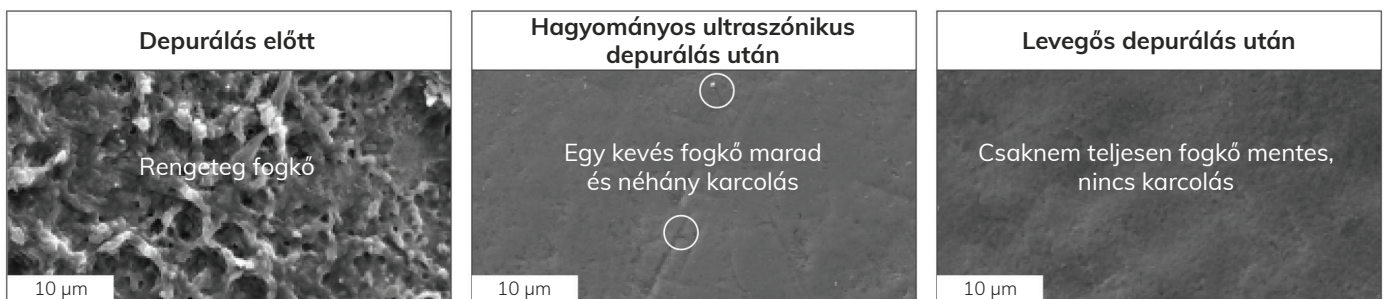 Depurálás előtt
Rengeteg fogkő
10 µm
Hagyományos ultraszónikus
depurálás után
Egy kevés fogkő marad
és néhány karcolás
10 µm
Levegős depurálás után
Csaknem teljesen fogkő mentes,
nincs karcolás
10 µm